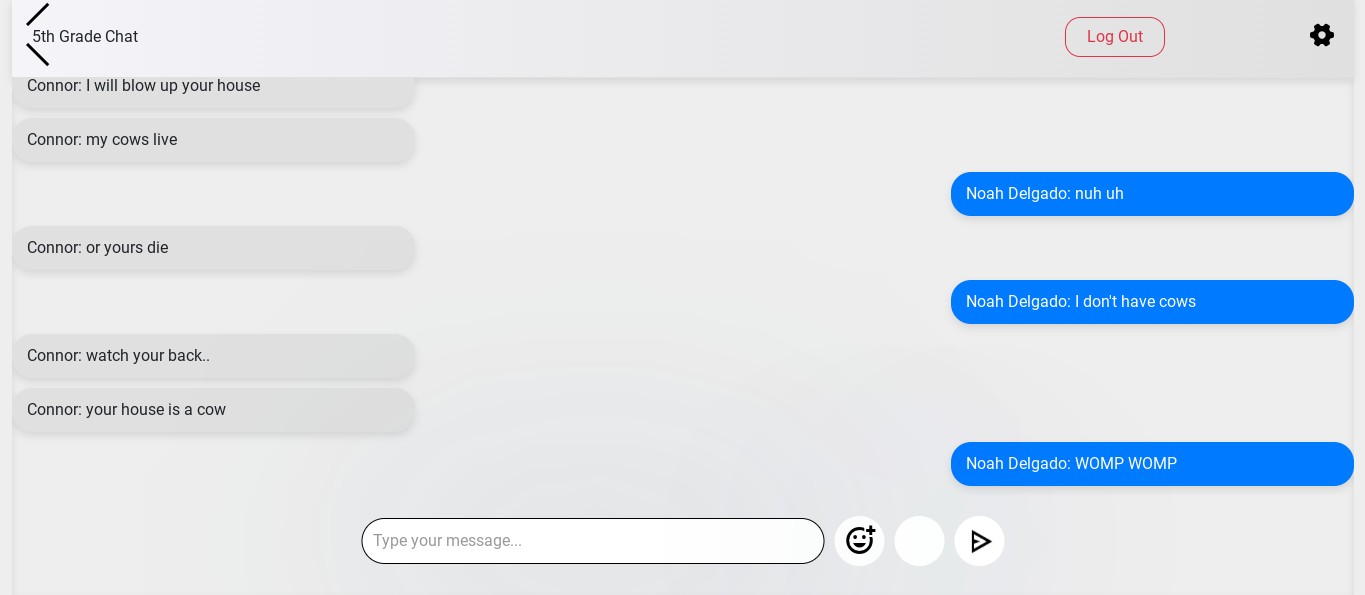 5th Grade Chat
Log Out
Connor: I will blow up your house
Connor: my cows live
Noah Delgado: nuh uh
Connor: or yours die
Noah Delgado: I don't have cows
Connor: watch your back..
Connor: your house is a cow
Noah Delgado: WOMP WOMP
Type your message...